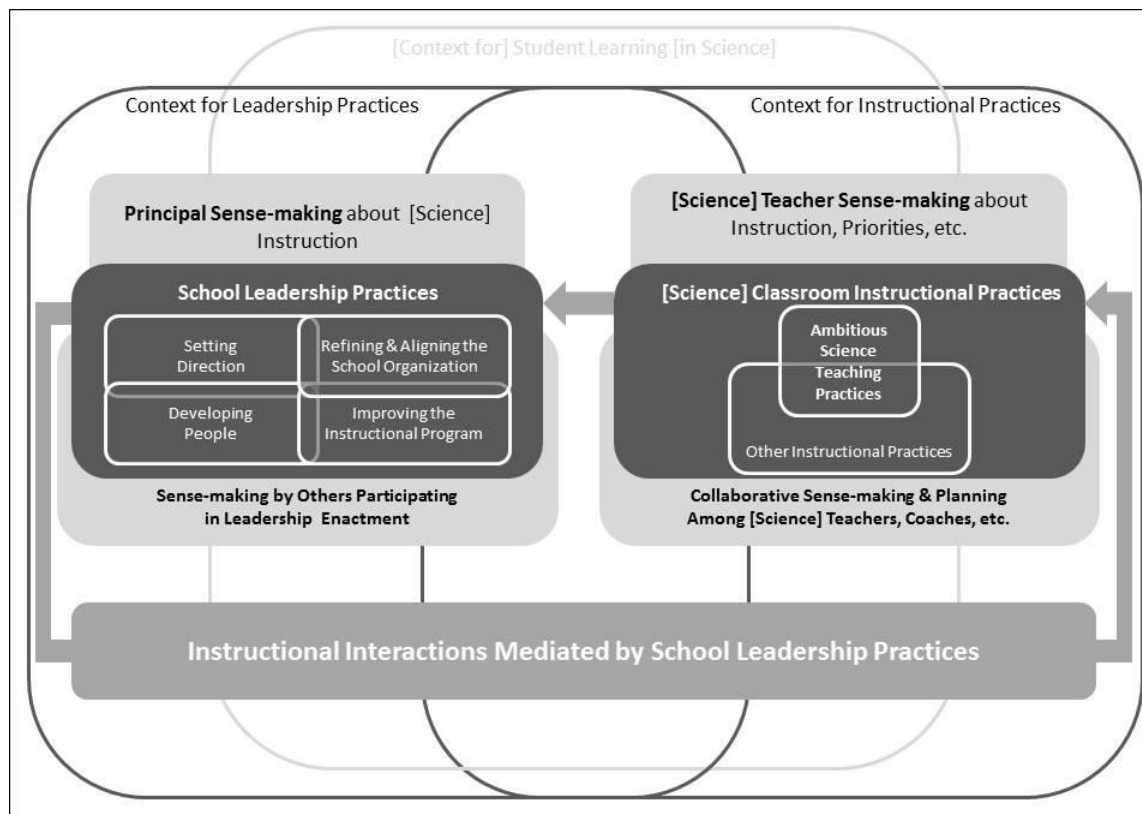 [Context for] Student Learning [in Science]
Context for Leadership Practices
Context for Instructional Practices
Principal Sense-making about [Science]
Instruction
[Science] Teacher Sense-making about
Instruction, Priorities, etc.
School Leadership Practices
Setting
Direction
Refining & Aligning the
School Organization
Developing
People
Improving the
Instructional Program
[Science] Classroom Instructional Practices
Ambitious
Science
Teaching
Practices
Other Instructional Practices
Sense-making by Others Participating
in Leadership Enactment
Collaborative Sense-making & Planning
Among [Science] Teachers, Coaches, etc.
Instructional Interactions Mediated by School Leadership Practices